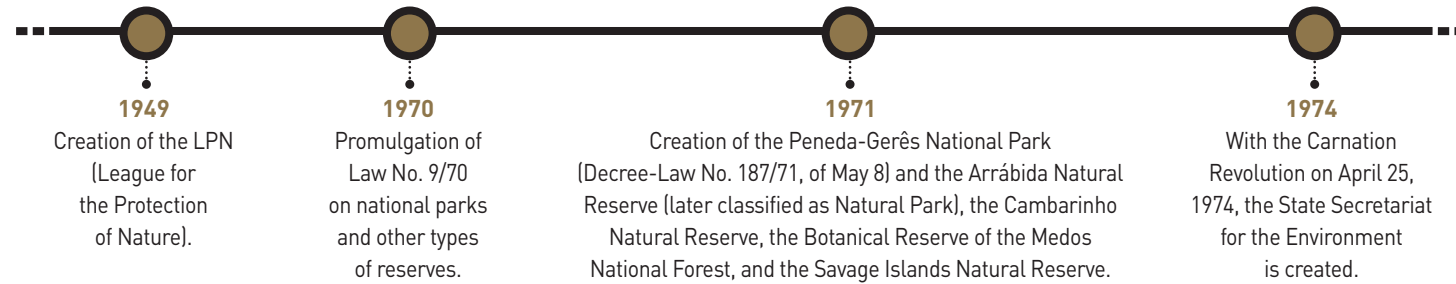 1949
Creation of the LPN
(League for
the Protection
of Nature).
1970
Promulgation of
Law No. 9/70
on national parks
and other types
of reserves.
1971
Creation of the Peneda-Gerês National Park
(Decree-Law No. 187/71, of May 8) and the Arrábida Natural
Reserve (later classified as Natural Park), the Cambarinho
Natural Reserve, the Botanical Reserve of the Medos
National Forest, and the Savage Islands Natural Reserve.
1974
With the Carnation
Revolution on April 25,
1974, the State Secretariat
for the Environment
is created.